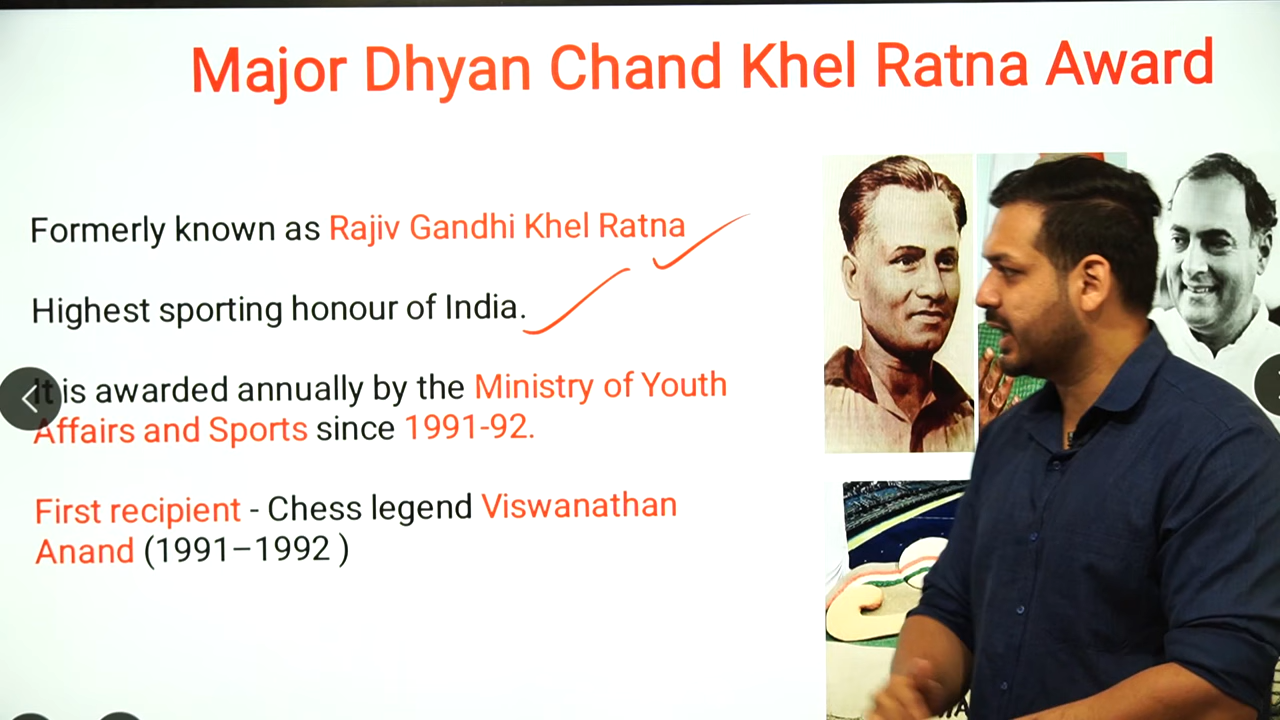 Major Dhyan Chand Khel Ratna Award
Formerly known as Rajiv Gandhi Khel Ratna
Highest sporting honour of India.
It is awarded annually by the Ministry of Youth
Affairs and Sports since 1991-92.
First recipient - Chess legend Viswanathan
Anand (1991–1992 )